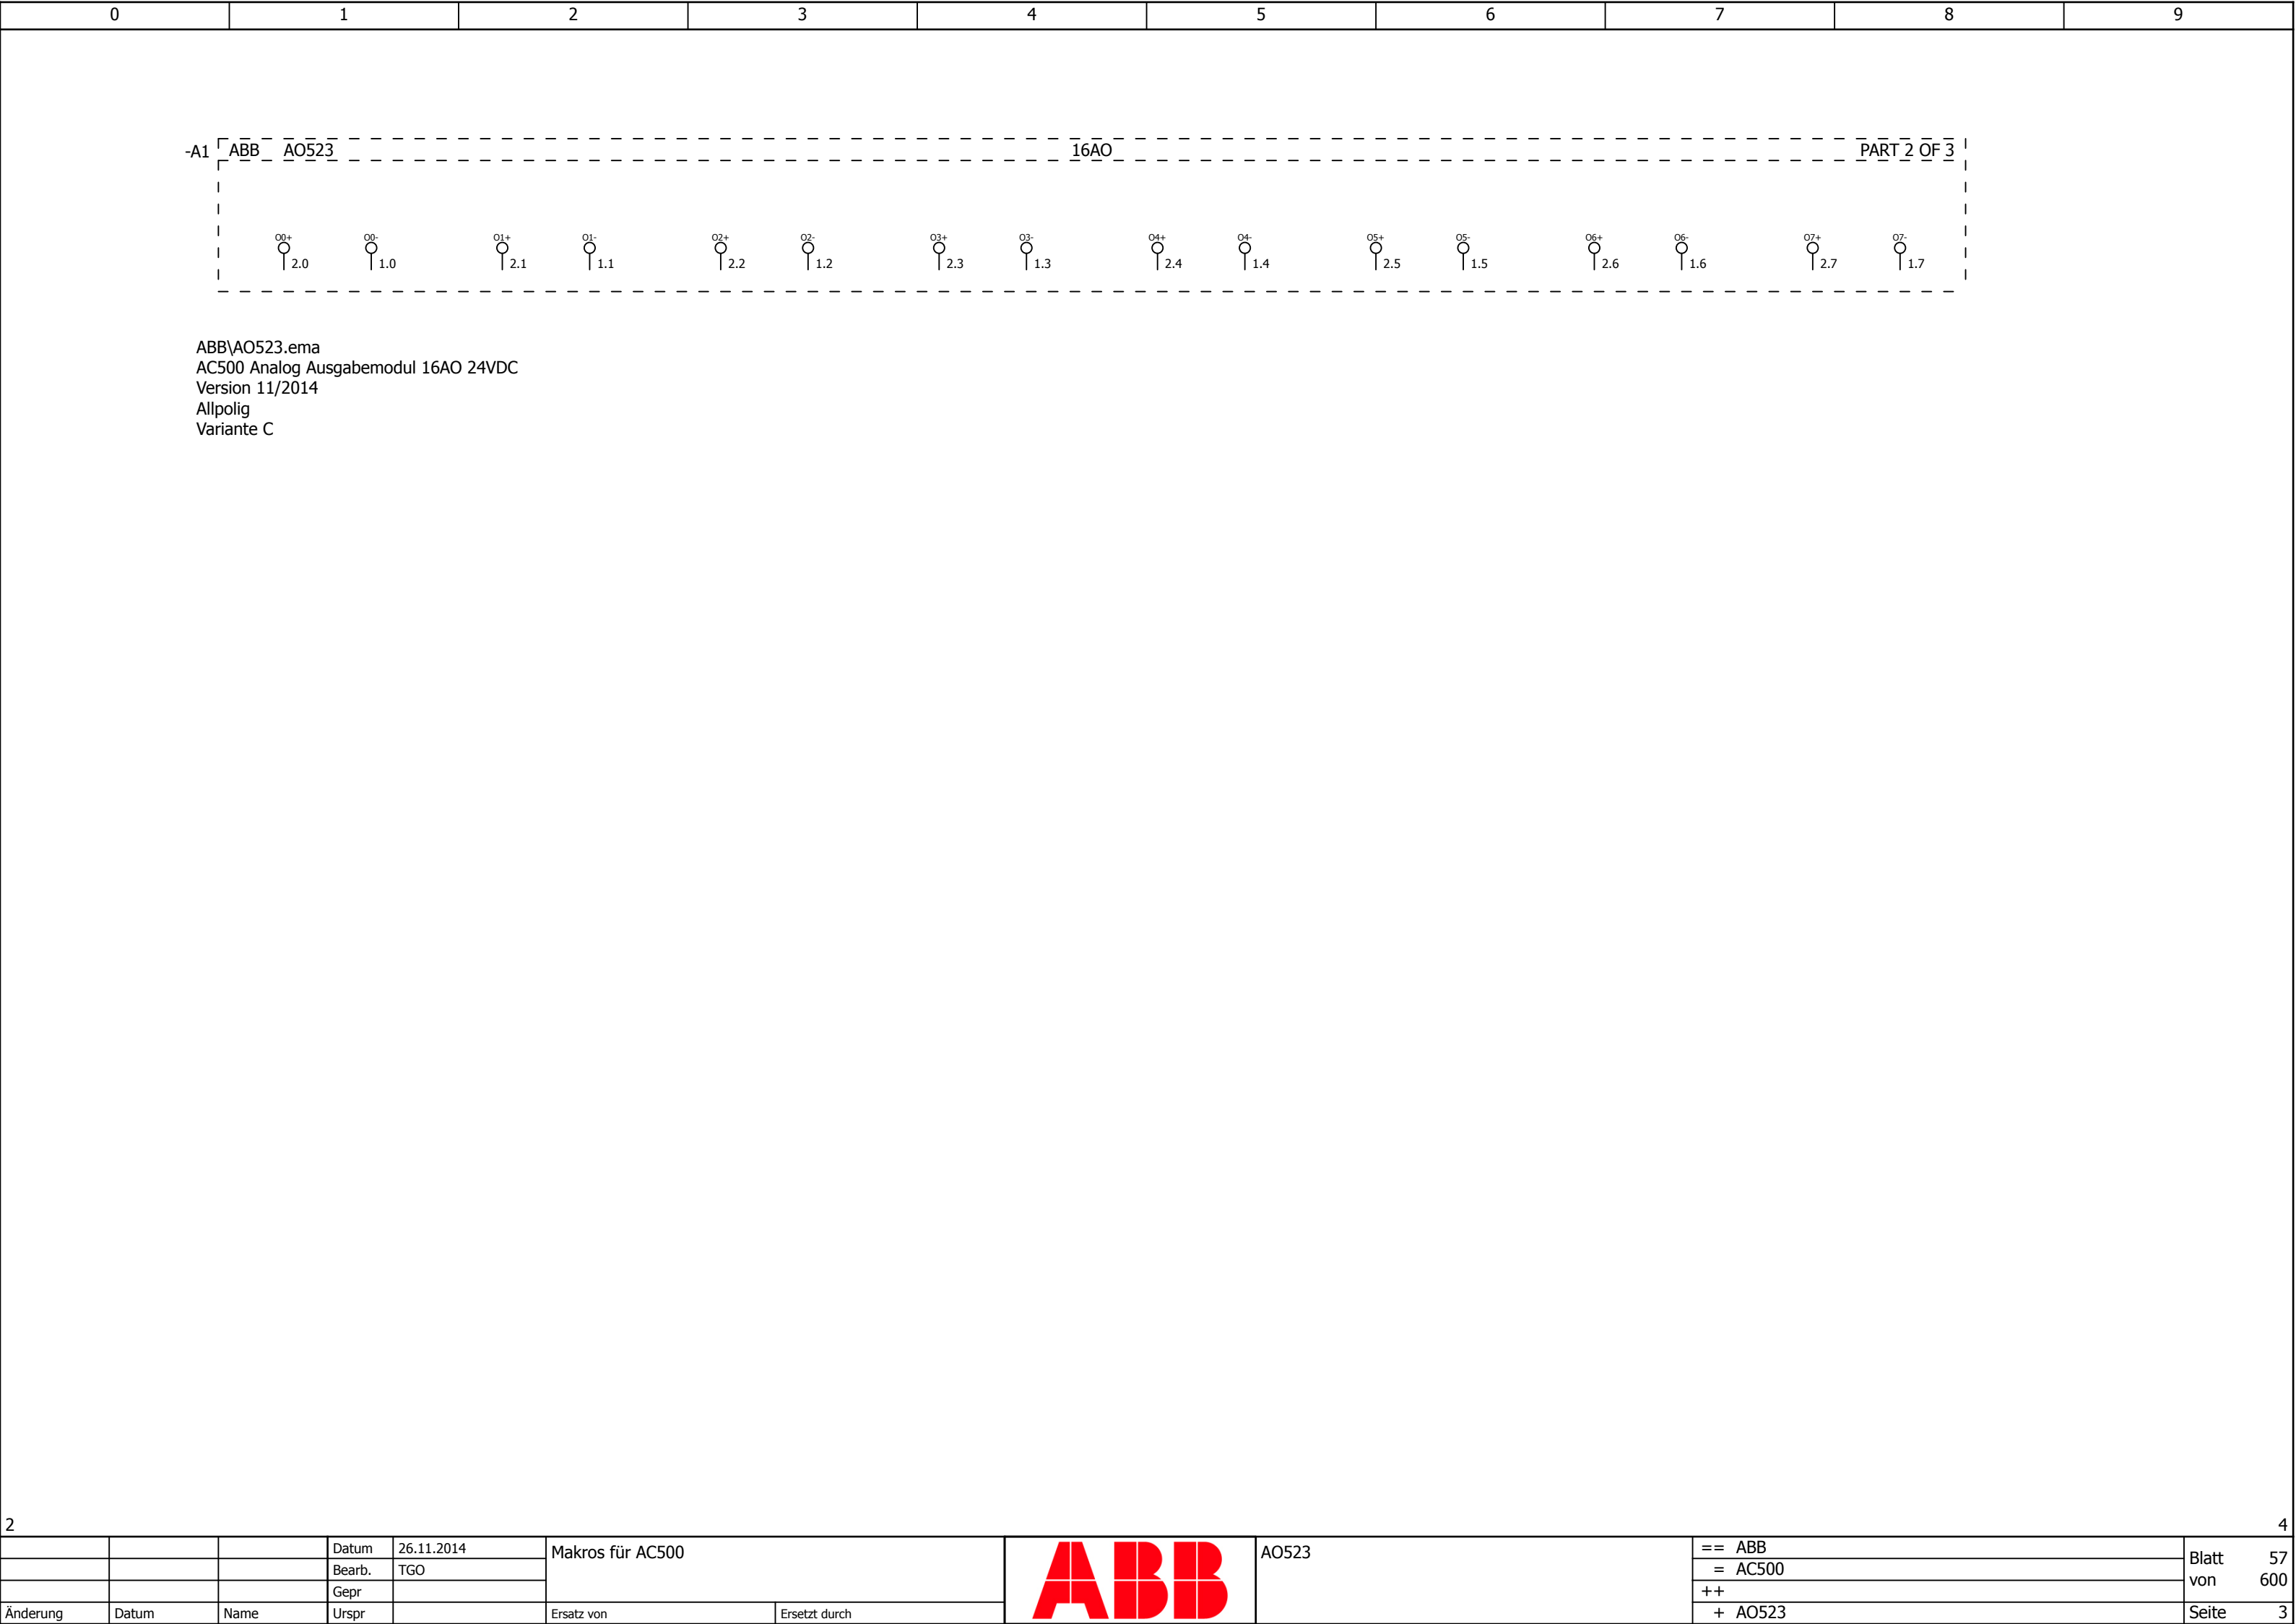 0 1 2 3 4 5 6 7 8 9
-A1 ABB AO523 16AO PART 2 OF 3
O0+ O0- O1+ O1- O2+ O2- O3+ O3- O4+ O4- O5+ O5- O6+ O6- O7+ O7-
2.0 1.0 2.1 1.1 2.2 1.2 2.3 1.3 2.4 1.4 2.5 1.5 2.6 1.6 2.7 1.7
ABB\AO523.ema
AC500 Analog Ausgabemodul 16AO 24VDC
Version 11/2014
Allpolig
Variante C
2 4
Datum 26.11.2014 Makros für AC500 ABB AO523 == ABB Blatt 57
Bearb. TGO = AC500 von 600
Gepr ++
Änderung Datum Name Urspr Ersatz von Ersetzt durch + AO523 Seite 3